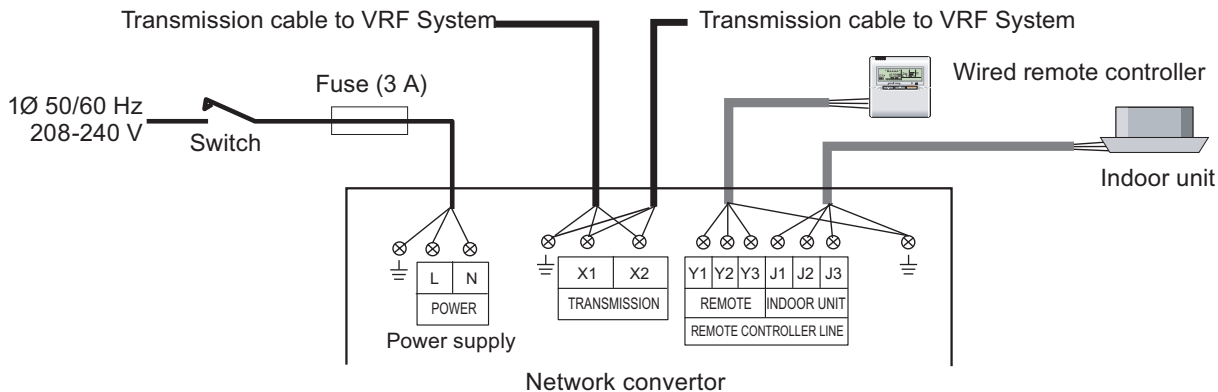 Transmission cable to VRF System
Transmission cable to VRF System
Fuse (3 A)
Wired remote controller
1Ø 50/60 Hz
208-240 V
Switch
Indoor unit
L N
POWER
Power supply
X1 X2
TRANSMISSION
Y1 Y2 Y3 J1 J2 J3
REMOTE INDOOR UNIT
REMOTE CONTROLLER LINE
Network convertor